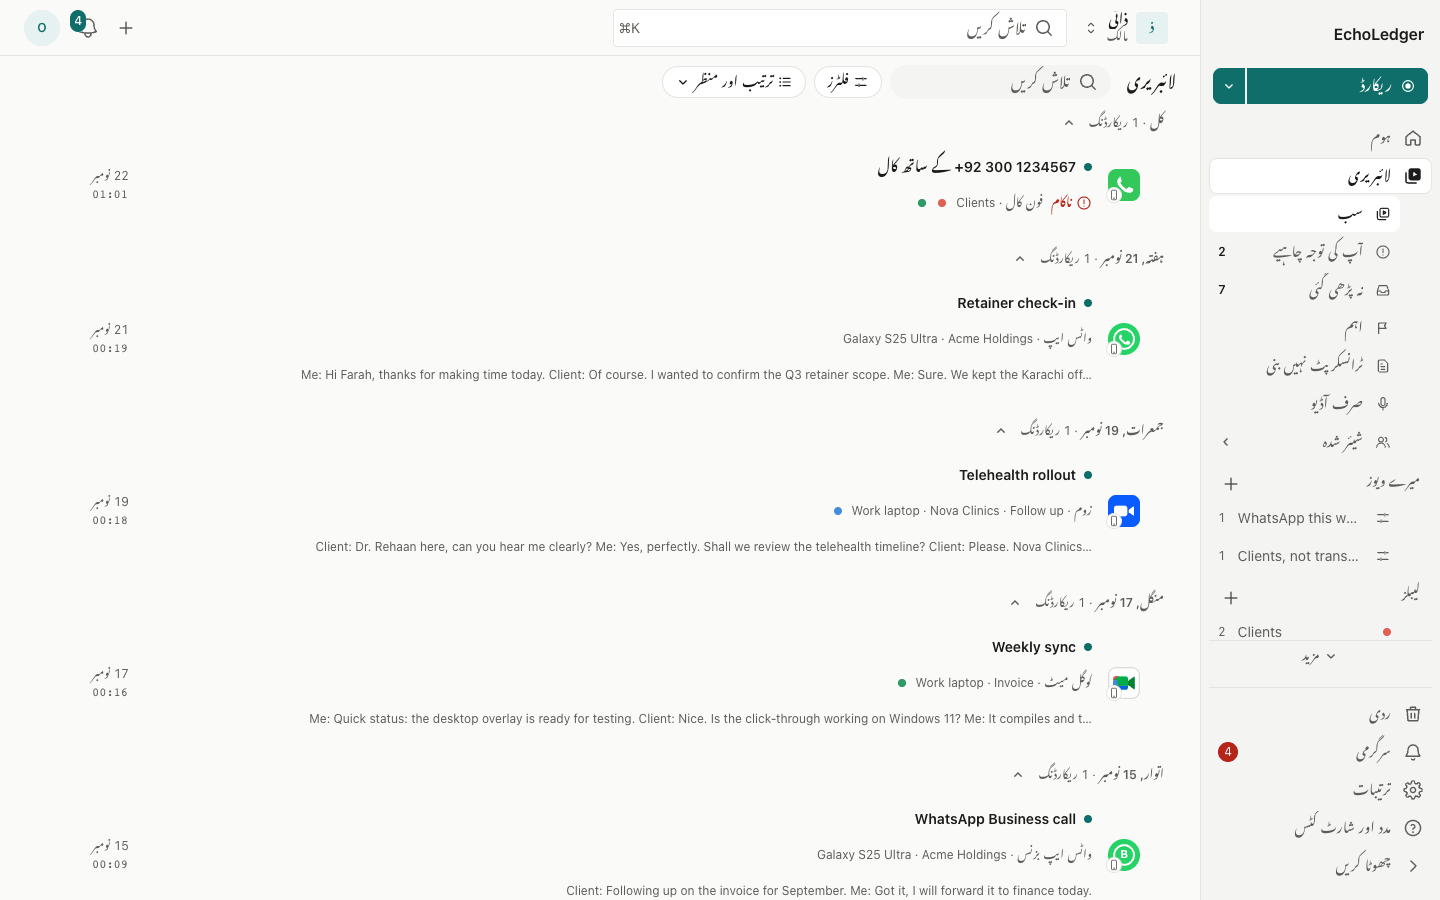 EchoLedger
ریکارڈ
ہوم
لائبریری
سب
آپ کی توجہ چاہیے 2
نہ پڑھی گئی 7
اہم
ٹرانسکرپٹ نہیں بنی
صرف آڈیو
شیئر شدہ
میرے ویوز
WhatsApp this w... 1
Clients, not trans... 1
لیبلز
Clients 2
مزید
ردی
سرگرمی 4
ترتیبات
مدد اور شارٹ کٹس
چھوٹا کریں
ذ
ذاتی
مالک
تلاش کریں ⌘K
4
O
لائبریری
تلاش کریں
فلٹرز
ترتیب اور منظر
کل · 1 ریکارڈنگ
+92 300 1234567 کے ساتھ کال
ناکام فون کال · Clients
22 نومبر
01:01
ہفتہ, 21 نومبر · 1 ریکارڈنگ
Retainer check-in
واٹس ایپ · Galaxy S25 Ultra · Acme Holdings
Me: Hi Farah, thanks for making time today. Client: Of course. I wanted to confirm the Q3 retainer scope. Me: Sure. We kept the Karachi off...
21 نومبر
00:19
جمعرات, 19 نومبر · 1 ریکارڈنگ
Telehealth rollout
زوم · Work laptop · Nova Clinics · Follow up
Client: Dr. Rehaan here, can you hear me clearly? Me: Yes, perfectly. Shall we review the telehealth timeline? Client: Please. Nova Clinics...
19 نومبر
00:18
منگل, 17 نومبر · 1 ریکارڈنگ
Weekly sync
گوگل میٹ · Work laptop · Invoice
Me: Quick status: the desktop overlay is ready for testing. Client: Nice. Is the click-through working on Windows 11? Me: It compiles and t...
17 نومبر
00:16
اتوار, 15 نومبر · 1 ریکارڈنگ
WhatsApp Business call
واٹس ایپ بزنس · Galaxy S25 Ultra · Acme Holdings
Client: Following up on the invoice for September. Me: Got it, I will forward it to finance today.
15 نومبر
00:09